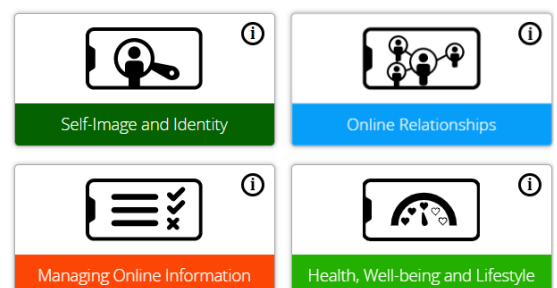 Self-Image and Identity
Online Relationships
Managing Online Information
Health, Well-being and Lifestyle